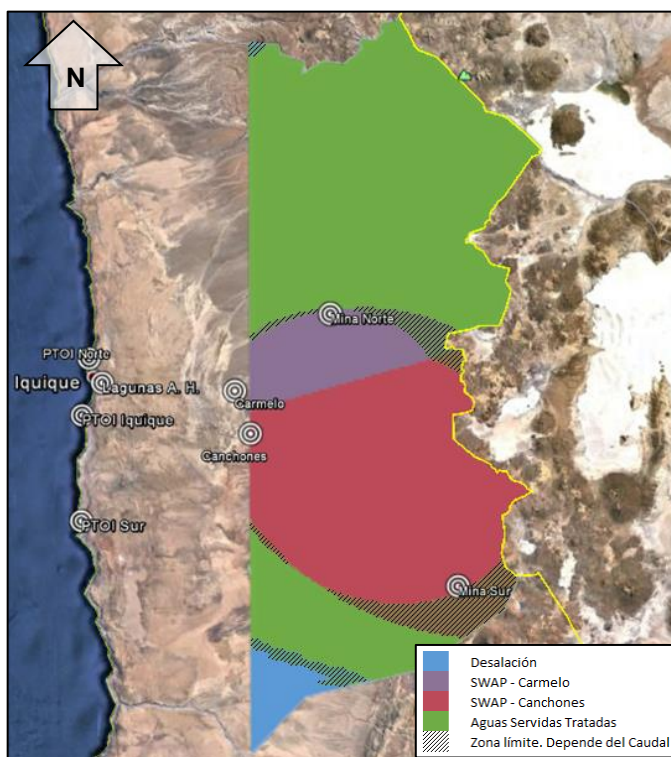 N
Mina Norte
PTOI Norte
Iquique
Lagunas A. H.
Carmelo
PTOI Iquique
Canchones
PTOI Sur
Mina Sur
Desalación
SWAP - Carmelo
SWAP - Canchones
Aguas Servidas Tratadas
Zona límite. Depende del Caudal